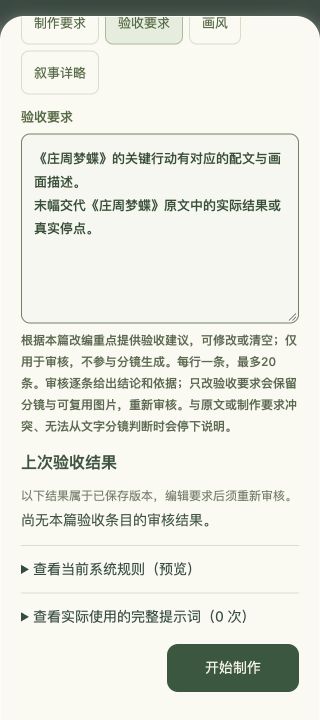 制作要求
验收要求
画风
叙事详略
验收要求
《庄周梦蝶》的关键行动有对应的配文与画
面描述。
末幅交代《庄周梦蝶》原文中的实际结果或
真实停点。
根据本篇改编重点提供验收建议，可修改或清空；仅
用于审核，不参与分镜生成。每行一条，最多20
条。审核逐条给出结论和依据；只改验收要求会保留
分镜与可复用图片，重新审核。与原文或制作要求冲
突、无法从文字分镜判断时会停下说明。
上次验收结果
以下结果属于已保存版本，编辑要求后须重新审核。
尚无本篇验收条目的审核结果。
▶ 查看当前系统规则（预览）
▶ 查看实际使用的完整提示词（0 次）
开始制作